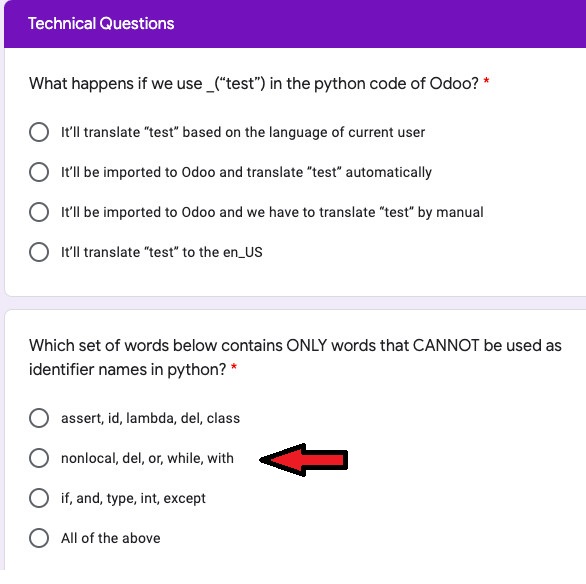 Technical Questions
What happens if we use _(“test”) in the python code of Odoo? *
It’ll translate “test” based on the language of current user
It’ll be imported to Odoo and translate ”test” automatically
It’ll be imported to Odoo and we have to translate “test” by manual
It’ll translate “test” to the en_US
Which set of words below contains ONLY words that CANNOT be used as
identifier names in python? *
assert, id, lambda, del, class
nonlocal, del, or, while, with
if, and, type, int, except
All of the above